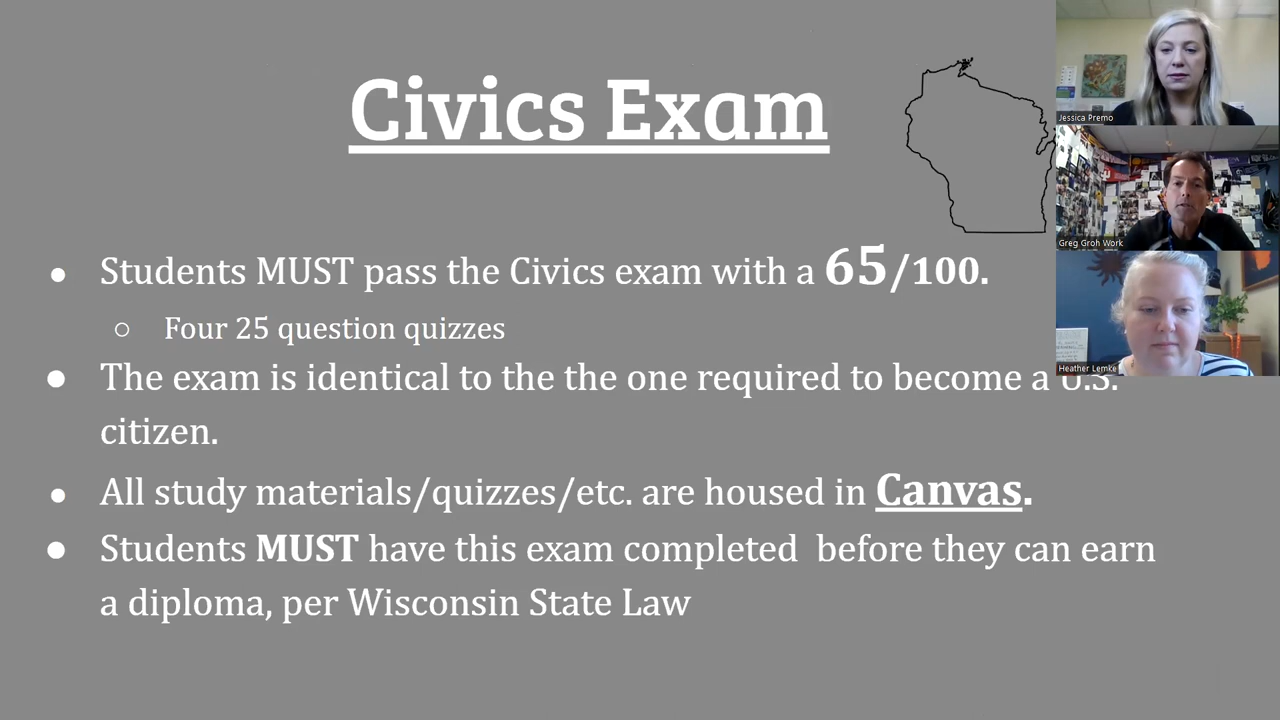 Civics Exam
Jessica Premo
Greg Groh Work
Heather Lemke
● Students MUST pass the Civics exam with a 65/100.
○ Four 25 question quizzes
● The exam is identical to the the one required to become a U.S.
citizen.
● All study materials/quizzes/etc. are housed in Canvas.
● Students MUST have this exam completed before they can earn
a diploma, per Wisconsin State Law